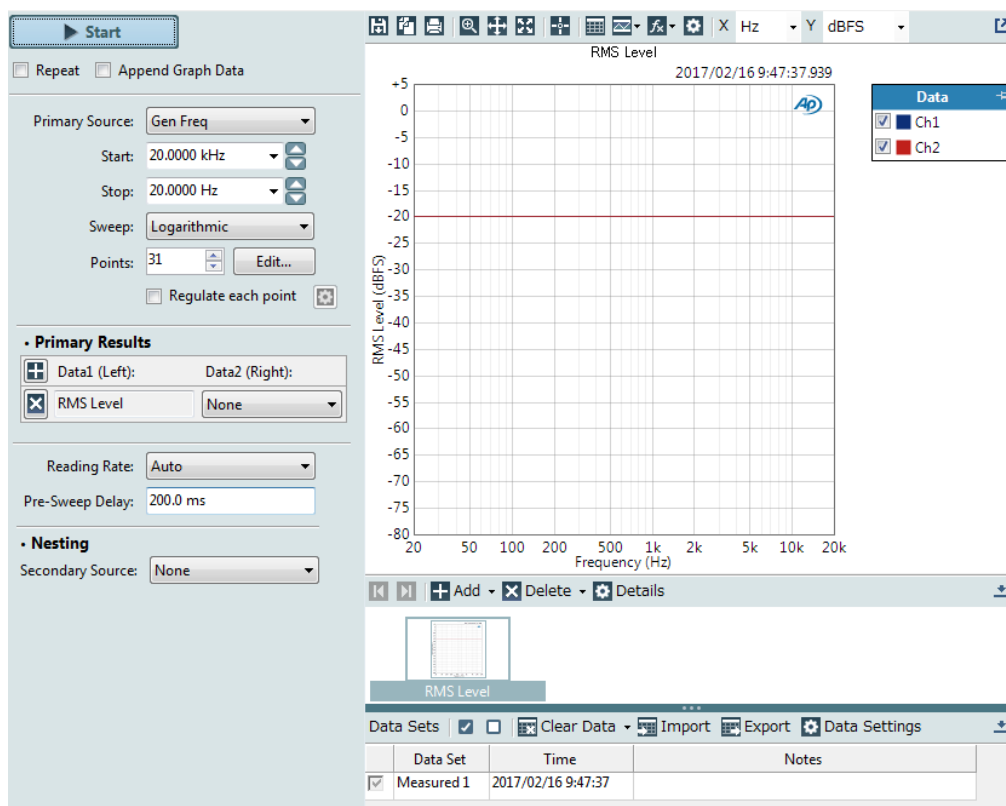 Start
Repeat Append Graph Data
Primary Source: Gen Freq
Start: 20.0000 kHz
Stop: 20.0000 Hz
Sweep: Logarithmic
Points: 31 Edit...
Regulate each point
Primary Results
Data1 (Left): Data2 (Right):
RMS Level None
Reading Rate: Auto
Pre-Sweep Delay: 200.0 ms
Nesting
Secondary Source: None
X Hz Y dBFS
RMS Level
2017/02/16 9:47:37.939
AP
+5
0
-5
-10
-15
-20
-25
-30
-35
-40
-45
-50
-55
-60
-65
-70
-75
-80
RMS Level (dBFS)
20 50 100 200 500 1k 2k 5k 10k 20k
Frequency (Hz)
Data
Ch1
Ch2
Add Delete Details
RMS Level
Data Sets Clear Data Import Export Data Settings
Data Set Time Notes
Measured 1 2017/02/16 9:47:37